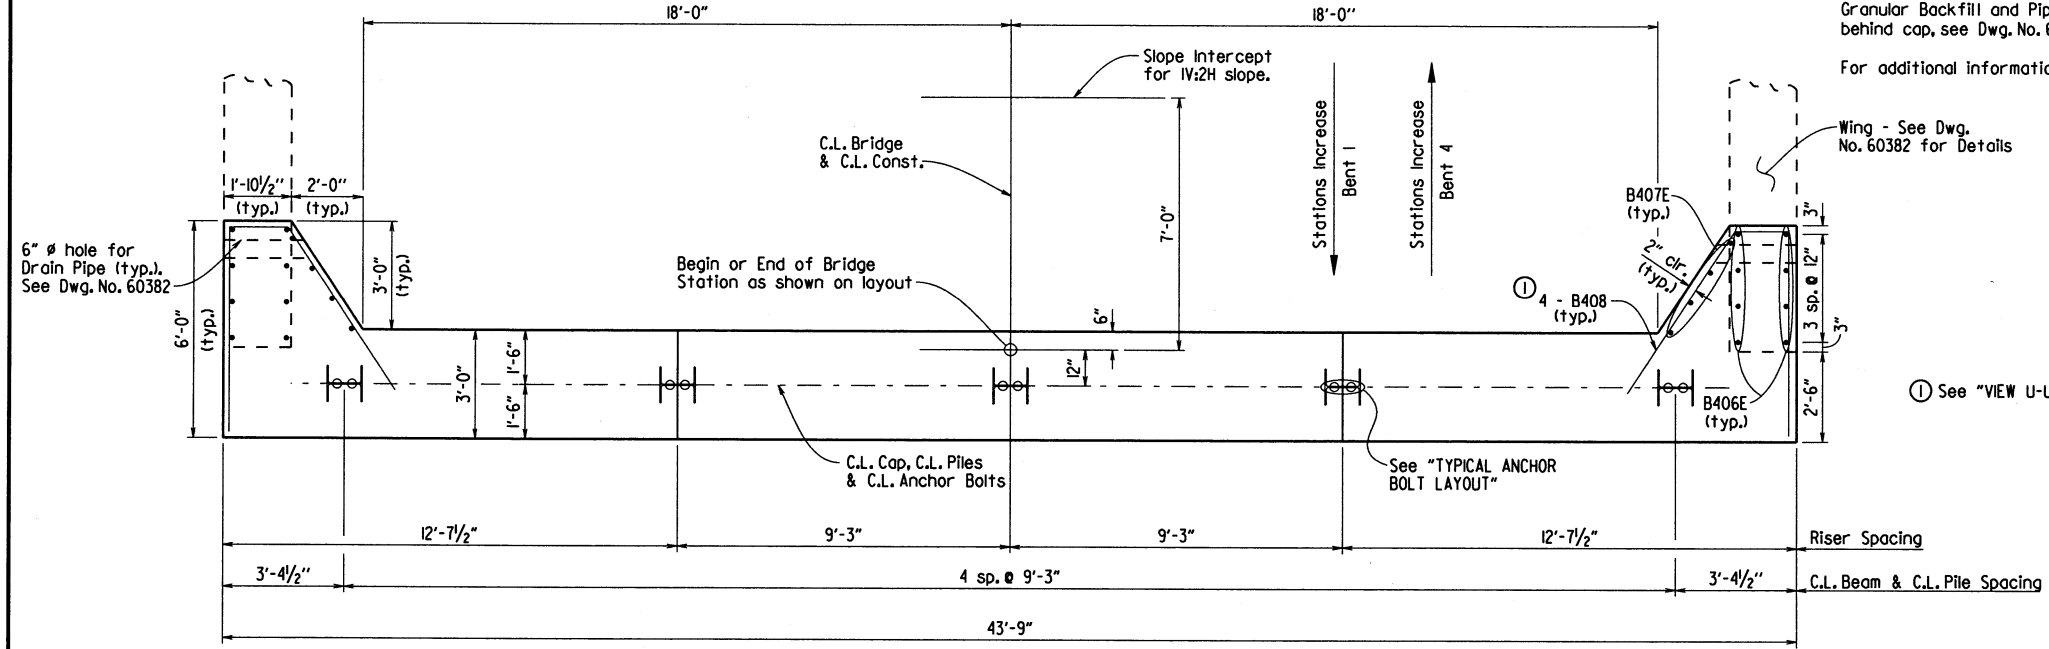 18'-0"
18'-0"
Granular Backfill and Pip
behind cap, see Dwg. No. 6
For additional informatio
Slope Intercept
for 1V:2H slope.
C.L. Bridge
& C.L. Const.
Stations Increase
Bent 1
Stations Increase
Bent 4
Wing - See Dwg.
No. 60382 for Details
1'-10½"
(typ.)
2'-0"
(typ.)
B407E
(typ.)
3"
7'-0"
6" ø hole for
Drain Pipe (typ.).
See Dwg. No. 60382
6'-0"
(typ.)
3'-0"
(typ.)
Begin or End of Bridge
Station as shown on layout
2" clr.
(typ.)
3 sp. @ 12"
1
4 - B408
(typ.)
6"
3"
3'-0"
1'-6"
1'-6"
12"
B406E
(typ.)
2'-6"
1 See "VIEW U-U
C.L. Cap, C.L. Piles
& C.L. Anchor Bolts
See "TYPICAL ANCHOR
BOLT LAYOUT"
12'-7½"
9'-3"
9'-3"
12'-7½"
Riser Spacing
3'-4½"
4 sp. @ 9'-3"
3'-4½"
C.L. Beam & C.L. Pile Spacing
43'-9"